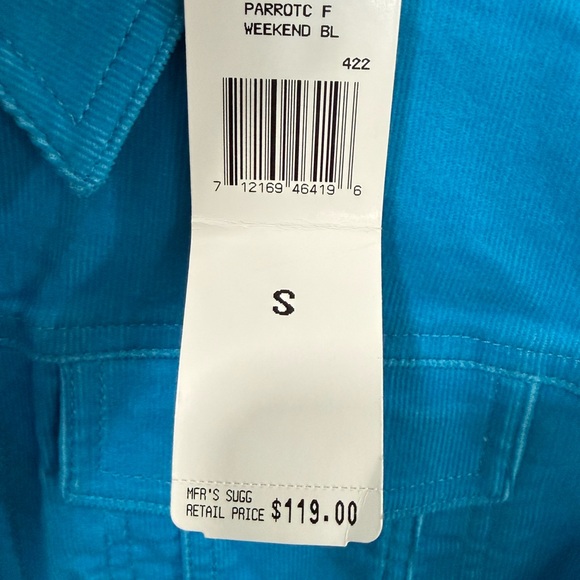 PARROTC F
WEEKEND BL
422
7 12169 46419 6
S
MFR'S SUGG
RETAIL PRICE $119.00